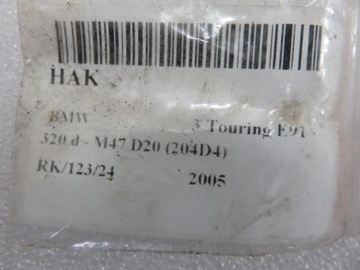 HAK
BMW 3 Touring E91
320 d - M47 D20 (204D4)
RK/123/24 2005